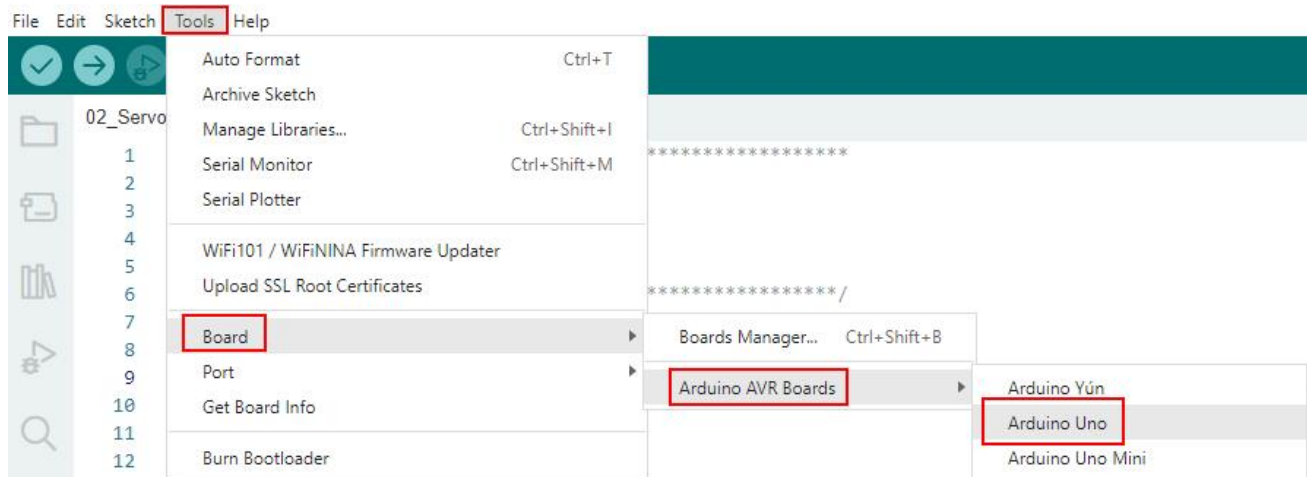 File Edit Sketch Tools Help
Auto Format Ctrl+T
Archive Sketch
02_Servo
Manage Libraries... Ctrl+Shift+I
1 ******************
Serial Monitor Ctrl+Shift+M
2
Serial Plotter
3
4
WiFi101 / WiFiNINA Firmware Updater
5
Upload SSL Root Certificates
6 *****************/
7
Board
Boards Manager... Ctrl+Shift+B
8
Port
9
Arduino AVR Boards
Arduino Yún
10
Get Board Info
Arduino Uno
11
12
Burn Bootloader
Arduino Uno Mini